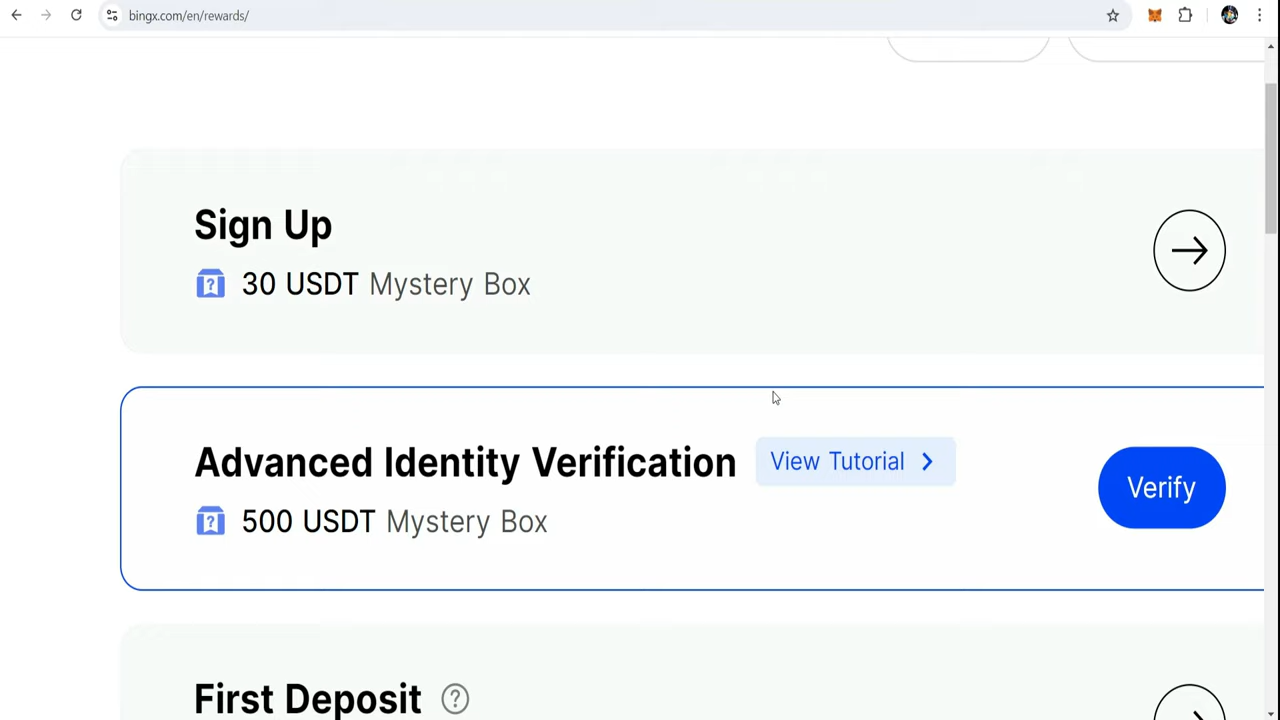 bingx.com/en/rewards/
Sign Up
30 USDT Mystery Box
Advanced Identity Verification
View Tutorial
500 USDT Mystery Box
Verify
First Deposit